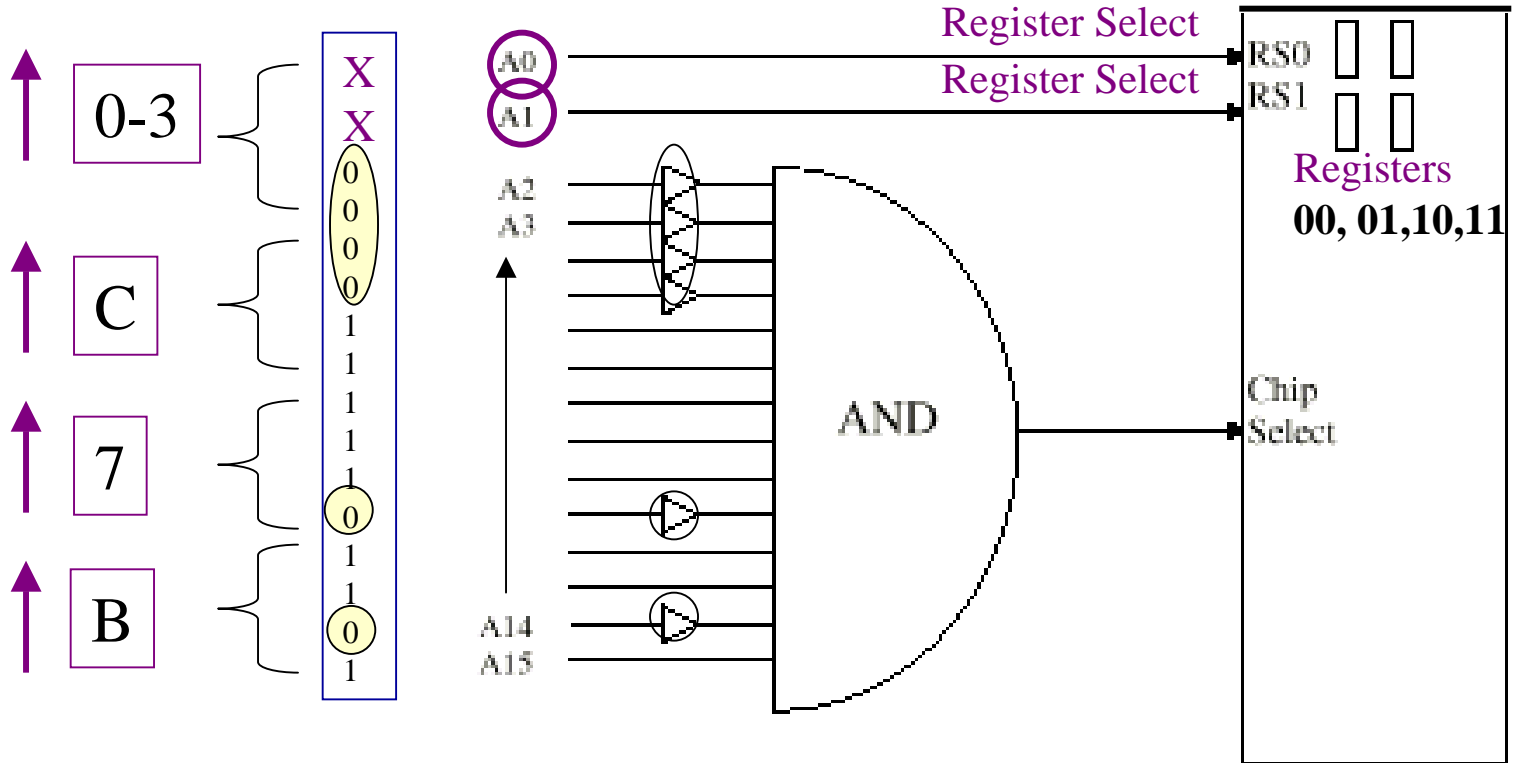 0-3
C
7
B
X
X
0
0
0
0
1
1
1
1
1
0
1
1
0
1
A0
A1
A2
A3
A14
A15
AND
Register Select
Register Select
RS0
RS1
Registers
00, 01,10,11
Chip
Select